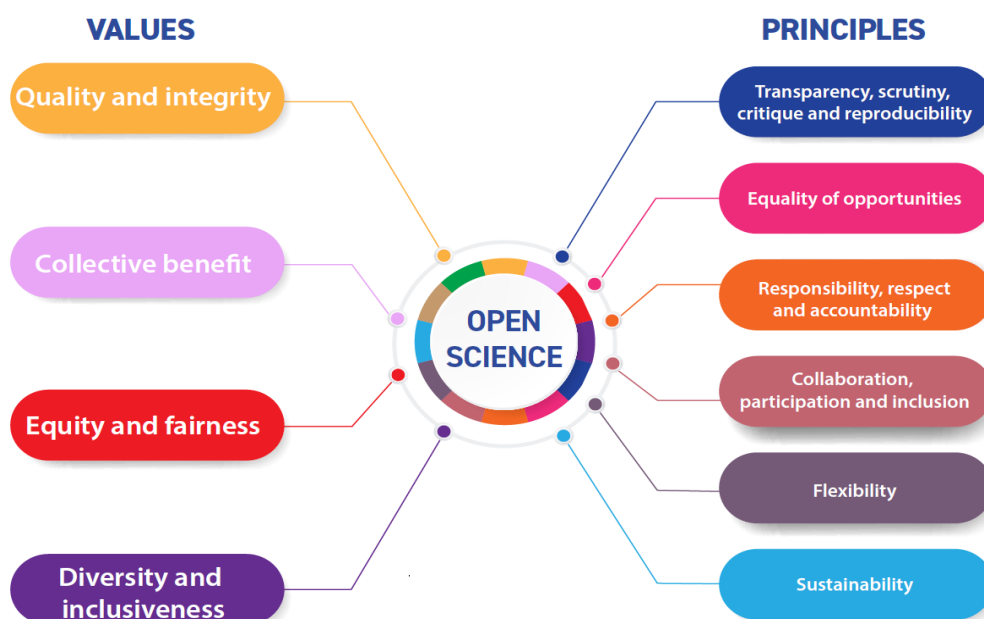 VALUES
Quality and integrity
Collective benefit
Equity and fairness
Diversity and
inclusiveness
OPEN
SCIENCE
PRINCIPLES
Transparency, scrutiny,
critique and reproducibility
Equality of opportunities
Responsibility, respect
and accountability
Collaboration,
participation and inclusion
Flexibility
Sustainability